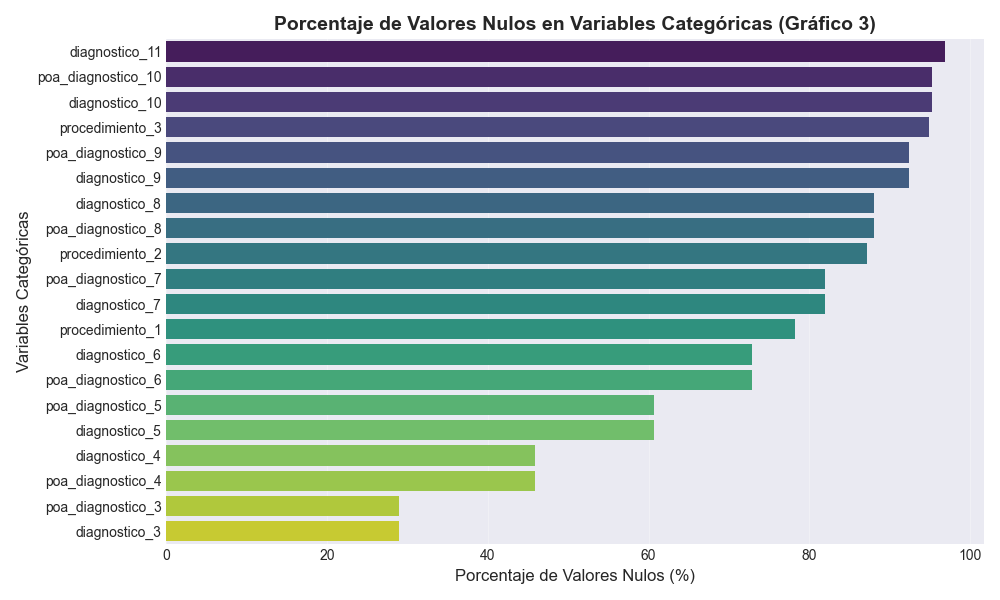 Porcentaje de Valores Nulos en Variables Categóricas (Gráfico 3)
Variables Categóricas
diagnostico_11
poa_diagnostico_10
diagnostico_10
procedimiento_3
poa_diagnostico_9
diagnostico_9
diagnostico_8
poa_diagnostico_8
procedimiento_2
poa_diagnostico_7
diagnostico_7
procedimiento_1
diagnostico_6
poa_diagnostico_6
poa_diagnostico_5
diagnostico_5
diagnostico_4
poa_diagnostico_4
poa_diagnostico_3
diagnostico_3
0 20 40 60 80 100
Porcentaje de Valores Nulos (%)